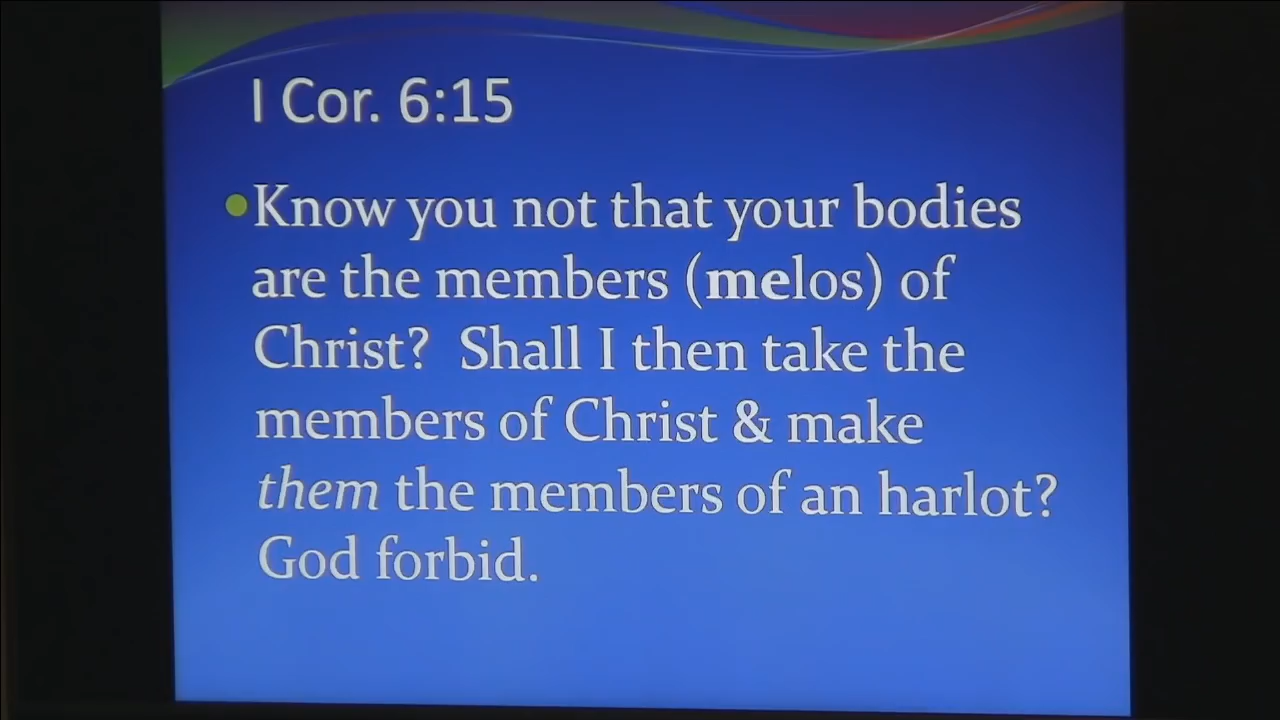 I Cor. 6:15
Know you not that your bodies
are the members (melos) of
Christ? Shall I then take the
members of Christ & make
them the members of an harlot?
God forbid.